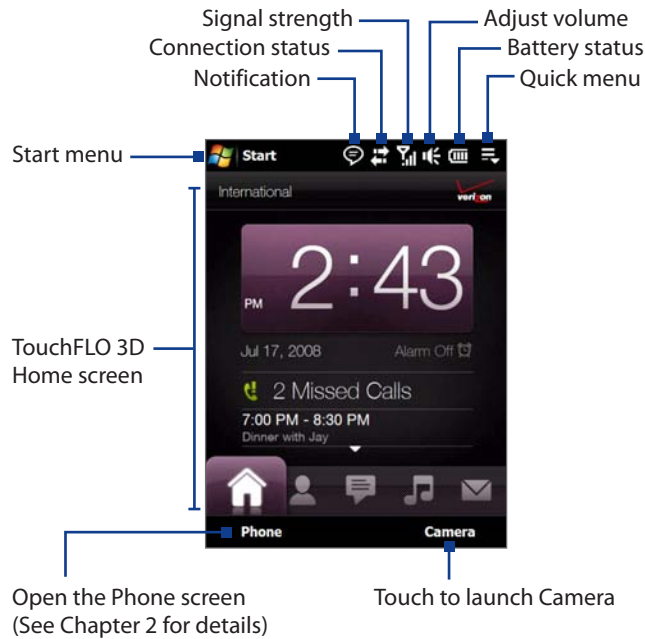 Signal strength
Adjust volume
Connection status
Battery status
Notification
Quick menu
Start menu
Start
International
verizon
2:43
PM
Jul 17, 2008
Alarm Off
2 Missed Calls
7:00 PM - 8:30 PM
Dinner with Jay
TouchFLO 3D
Home screen
Phone
Camera
Open the Phone screen
(See Chapter 2 for details)
Touch to launch Camera